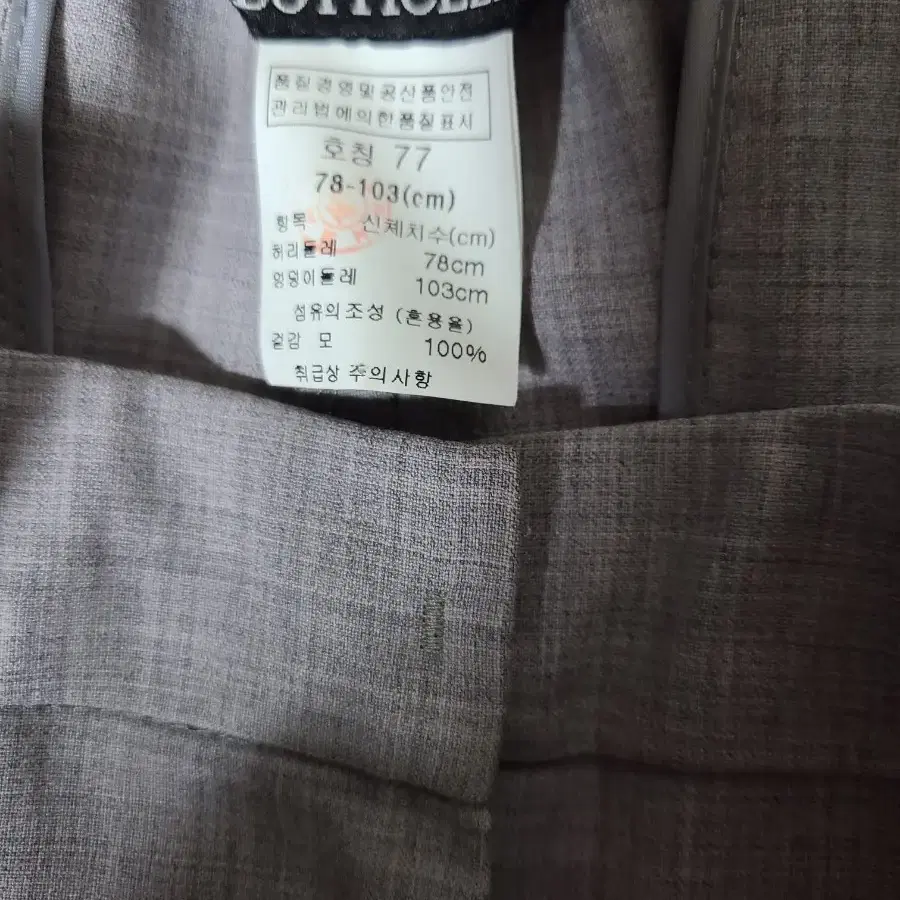 품질경영및공산품안전
관리법에의한품질표시
호칭 77
78-103(cm)
항목 신체치수(cm)
허리둘레 78cm
엉덩이둘레 103cm
섬유의조성 (혼용율)
겉감 모 100%
취급상 주의사항